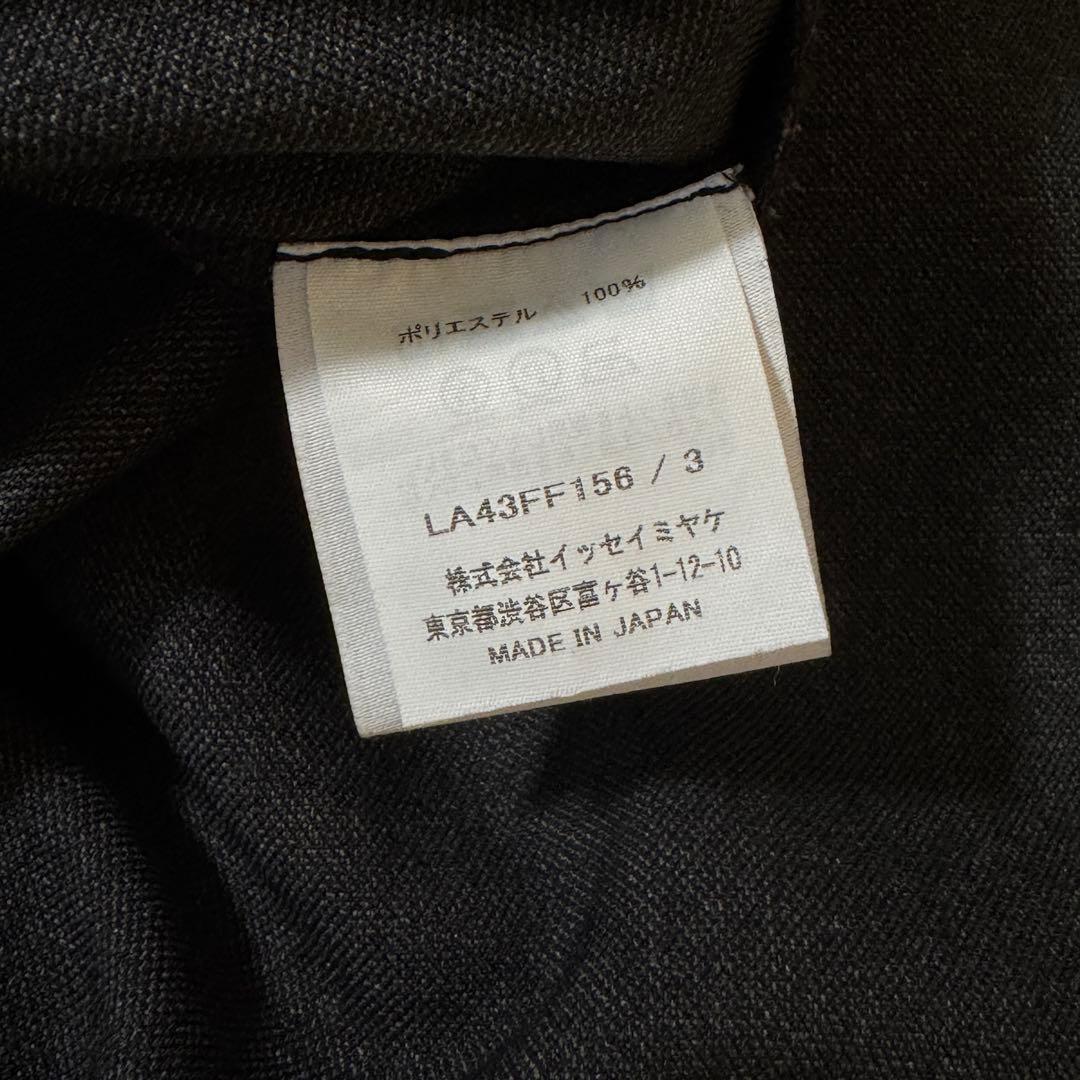 ポリエステル 100%
LA43FF156 / 3
株式会社イッセイミヤケ
東京都渋谷区富ヶ谷1-12-10
MADE IN JAPAN